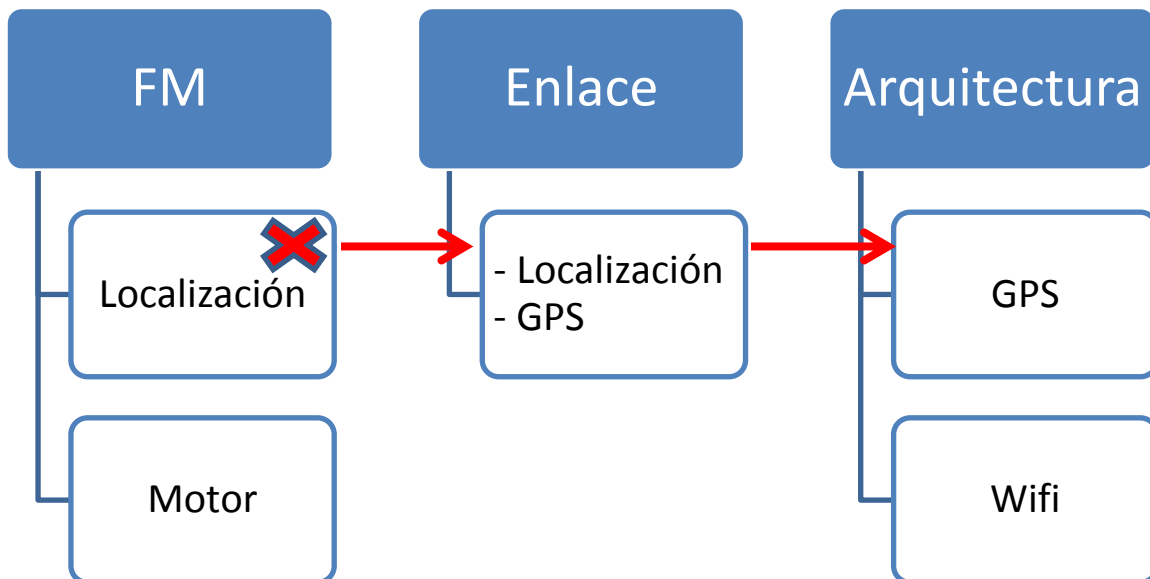 FM
Enlace
Arquitectura
Localización
- Localización
- GPS
GPS
Motor
Wifi